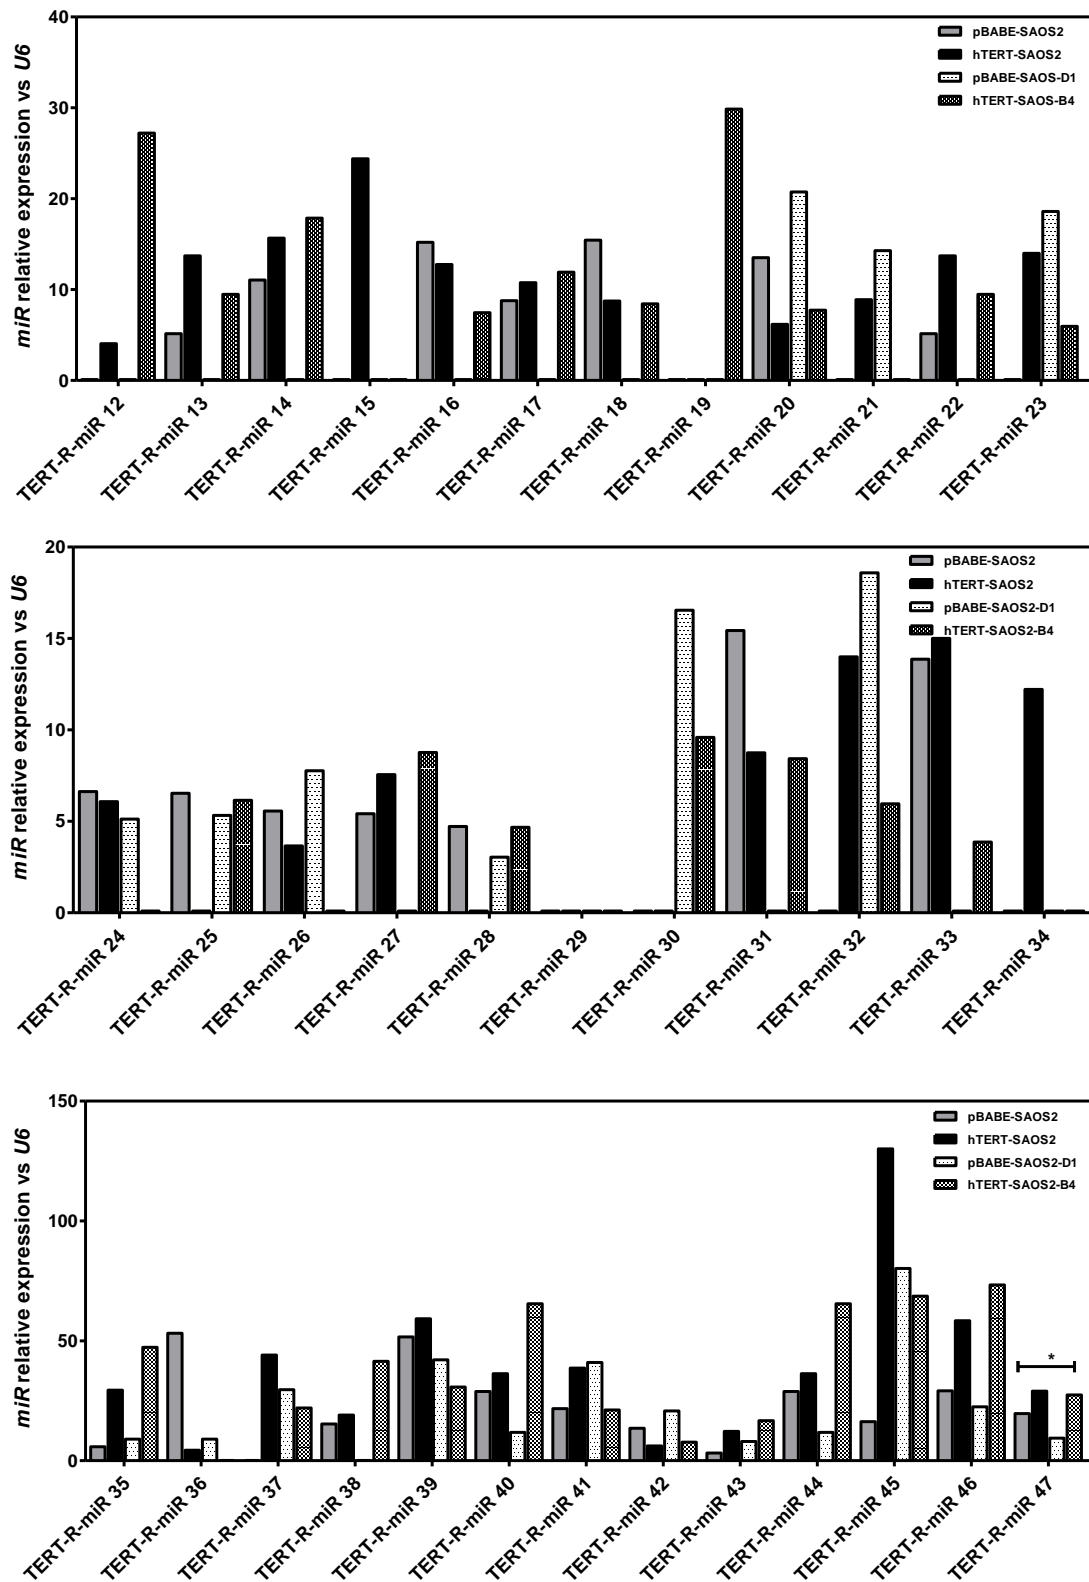 miR relative expression vs U6
40
30
20
10
0
pBABE-SAOS2
hTERT-SAOS2
pBABE-SAOS-D1
hTERT-SAOS-B4
TERT-R-miR 12
TERT-R-miR 13
TERT-R-miR 14
TERT-R-miR 15
TERT-R-miR 16
TERT-R-miR 17
TERT-R-miR 18
TERT-R-miR 19
TERT-R-miR 20
TERT-R-miR 21
TERT-R-miR 22
TERT-R-miR 23
miR relative expression vs U6
20
15
10
5
0
pBABE-SAOS2
hTERT-SAOS2
pBABE-SAOS2-D1
hTERT-SAOS2-B4
TERT-R-miR 24
TERT-R-miR 25
TERT-R-miR 26
TERT-R-miR 27
TERT-R-miR 28
TERT-R-miR 29
TERT-R-miR 30
TERT-R-miR 31
TERT-R-miR 32
TERT-R-miR 33
TERT-R-miR 34
miR relative expression vs U6
150
100
50
0
pBABE-SAOS2
hTERT-SAOS2
pBABE-SAOS2-D1
hTERT-SAOS2-B4
*
TERT-R-miR 35
TERT-R-miR 36
TERT-R-miR 37
TERT-R-miR 38
TERT-R-miR 39
TERT-R-miR 40
TERT-R-miR 41
TERT-R-miR 42
TERT-R-miR 43
TERT-R-miR 44
TERT-R-miR 45
TERT-R-miR 46
TERT-R-miR 47